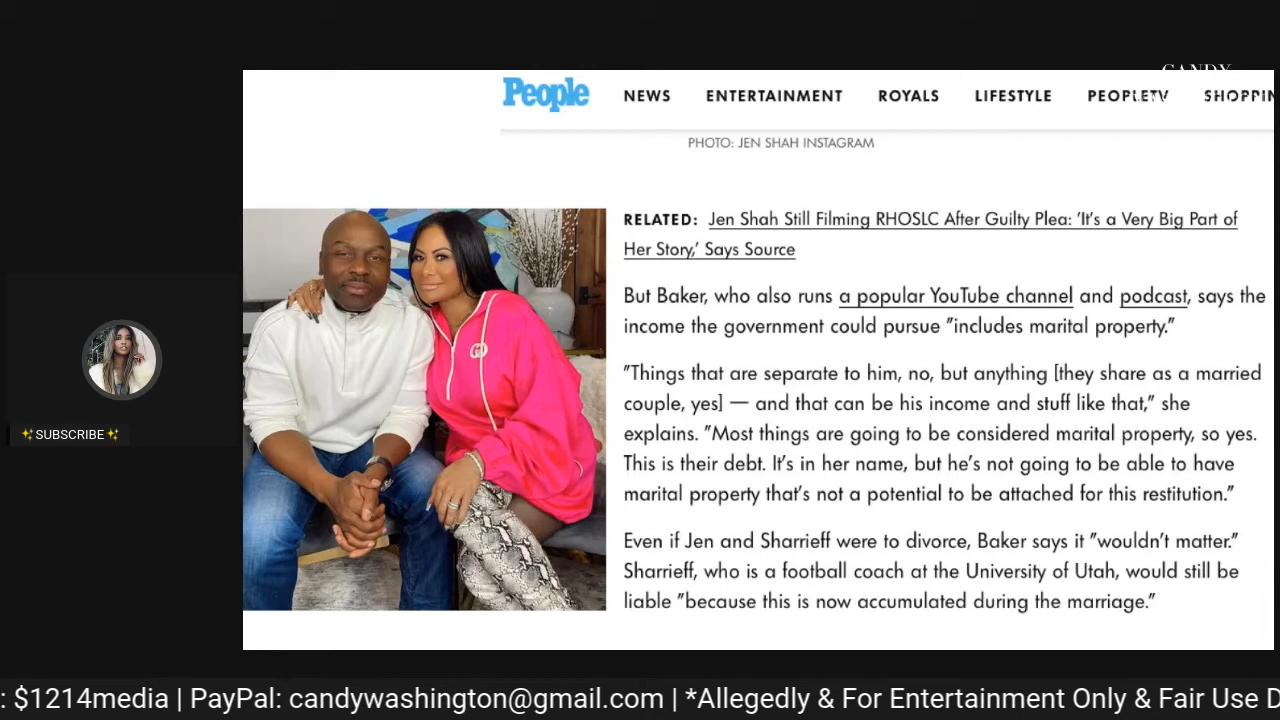 CANDY
People NEWS ENTERTAINMENT ROYALS LIFESTYLE PEOPLETV
PHOTO: JEN SHAH INSTAGRAM
RELATED: Jen Shah Still Filming RHOSLC After Guilty Plea: 'It's a Very Big Part of
Her Story,' Says Source
But Baker, who also runs a popular YouTube channel and podcast, says the
income the government could pursue "includes marital property."
"Things that are separate to him, no, but anything [they share as a married
couple, yes] — and that can be his income and stuff like that," she
explains. "Most things are going to be considered marital property, so yes.
This is their debt. It's in her name, but he's not going to be able to have
marital property that's not a potential to be attached for this restitution."
Even if Jen and Sharrieff were to divorce, Baker says it "wouldn't matter."
Sharrieff, who is a football coach at the University of Utah, would still be
liable "because this is now accumulated during the marriage."
✨SUBSCRIBE✨
: $1214media | PayPal: candywashington@gmail.com | *Allegedly & For Entertainment Only & Fair Use